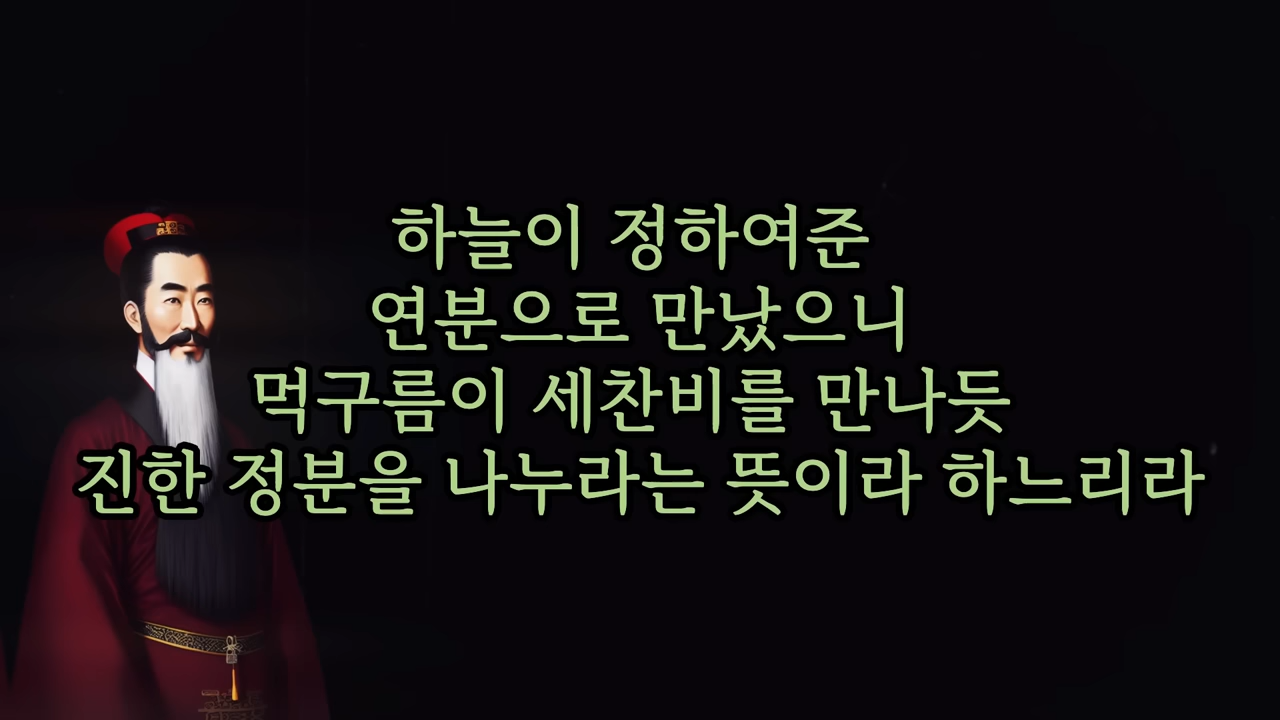 하늘이 정하여준
연분으로 만났으니
먹구름이 세찬비를 만나듯
진한 정분을 나누라는 뜻이라 하느리라